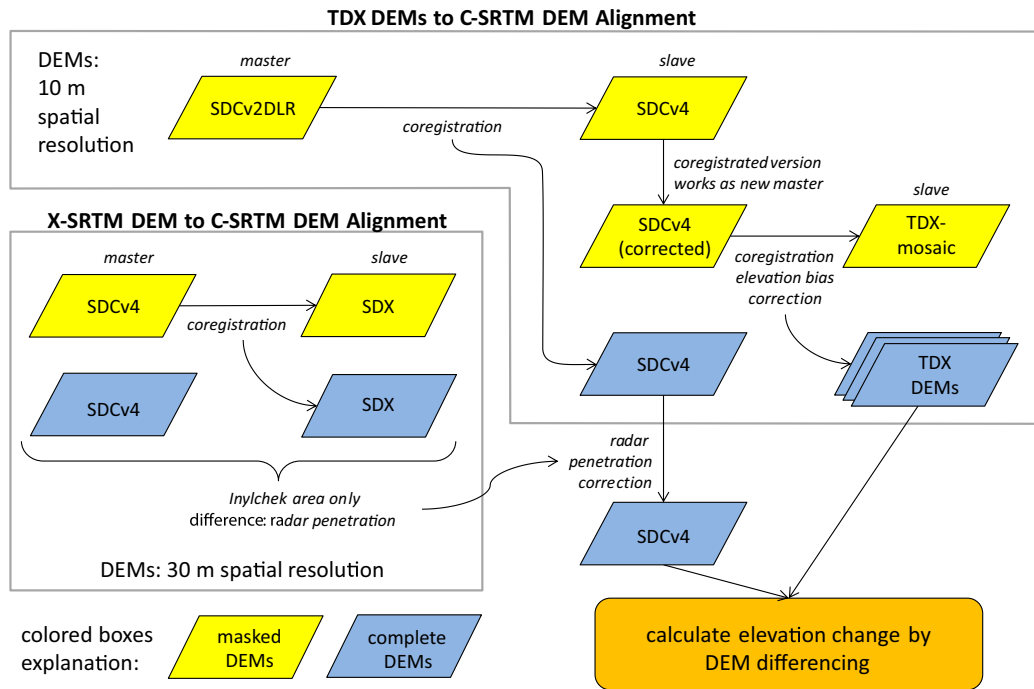 TDX DEMs to C-SRTM DEM Alignment
DEMs:
10 m
spatial
resolution
master
SDCv2DLR
coregistration
slave
SDCv4
coregistrated version
works as new master
SDCv4
(corrected)
slave
TDX-
mosaic
coregistration
elevation bias
correction
SDCv4
TDX
DEMs
radar
penetration
correction
SDCv4
X-SRTM DEM to C-SRTM DEM Alignment
master
SDCv4
slave
SDX
coregistration
SDCv4
SDX
Inylchek area only
difference: radar penetration
DEMs: 30 m spatial resolution
colored boxes
explanation:
masked
DEMs
complete
DEMs
calculate elevation change by
DEM differencing